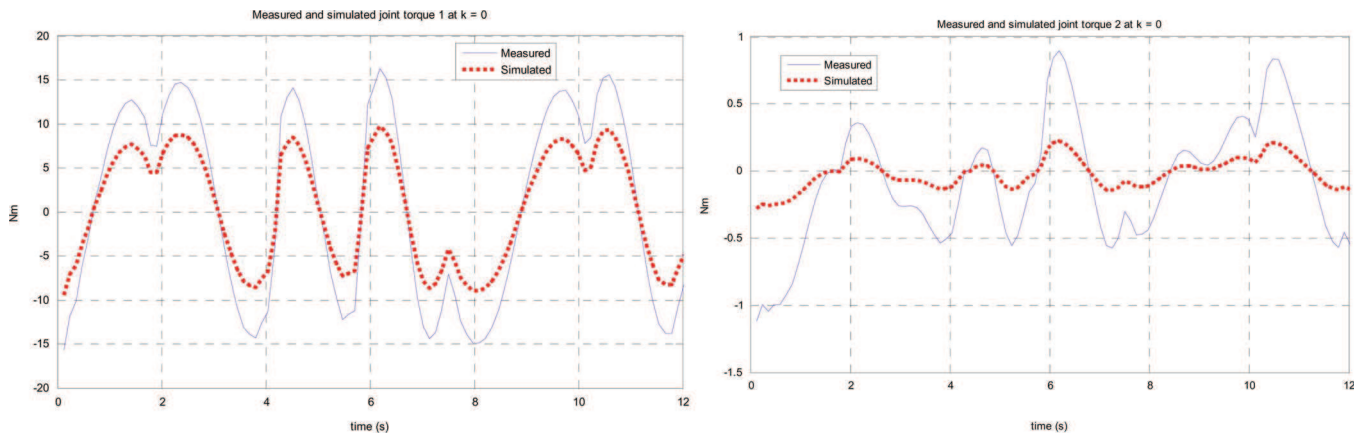 Measured and simulated joint torque 1 at k = 0
20
15
10
5
0
-5
-10
-15
-20
Nm
Measured
Simulated
0 2 4 6 8 10 12
time (s)
Measured and simulated joint torque 2 at k = 0
1
0.5
0
-0.5
-1
-1.5
Nm
Measured
Simulated
0 2 4 6 8 10 12
time (s)